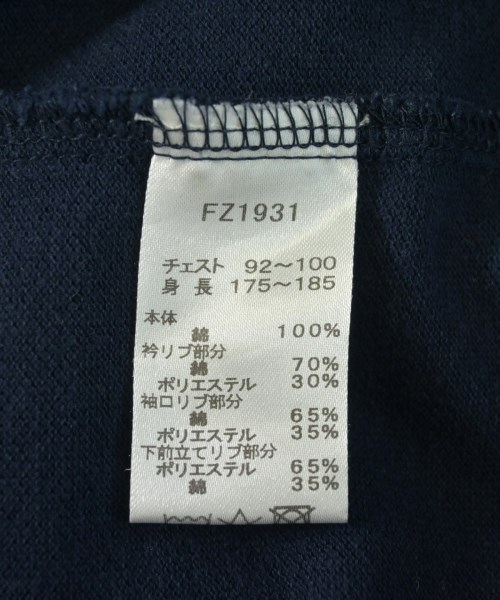 FZ1931
チェスト 92～100
身長 175～185
本体
綿 100%
衿リブ部分
綿 70%
ポリエステル 30%
袖口リブ部分
綿 65%
ポリエステル 35%
下前立てリブ部分
ポリエステル 65%
綿 35%